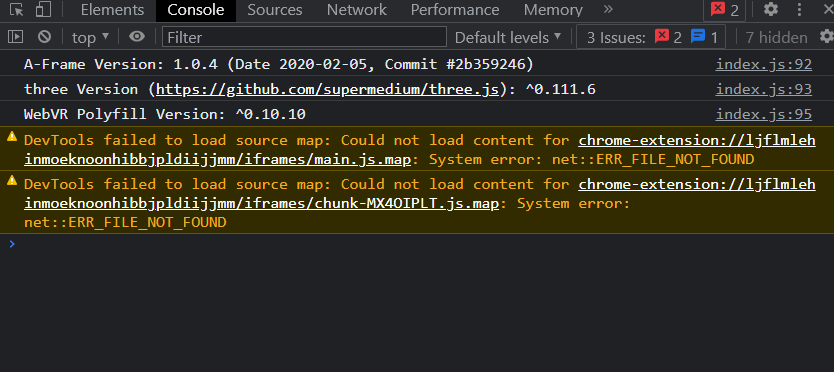 Elements Console Sources Network Performance Memory » 2
top Filter Default levels 3 Issues: 2 1 7 hidden
A-Frame Version: 1.0.4 (Date 2020-02-05, Commit #2b359246) index.js:92
three Version (https://github.com/supermedium/three.js): ^0.111.6 index.js:93
WebVR Polyfill Version: ^0.10.10 index.js:95
DevTools failed to load source map: Could not load content for chrome-extension://ljflmleh
inmoeknoonhibbjpldiijjmm/iframes/main.js.map: System error: net::ERR_FILE_NOT_FOUND
DevTools failed to load source map: Could not load content for chrome-extension://ljflmleh
inmoeknoonhibbjpldiijjmm/iframes/chunk-MX4OIPLT.js.map: System error:
net::ERR_FILE_NOT_FOUND